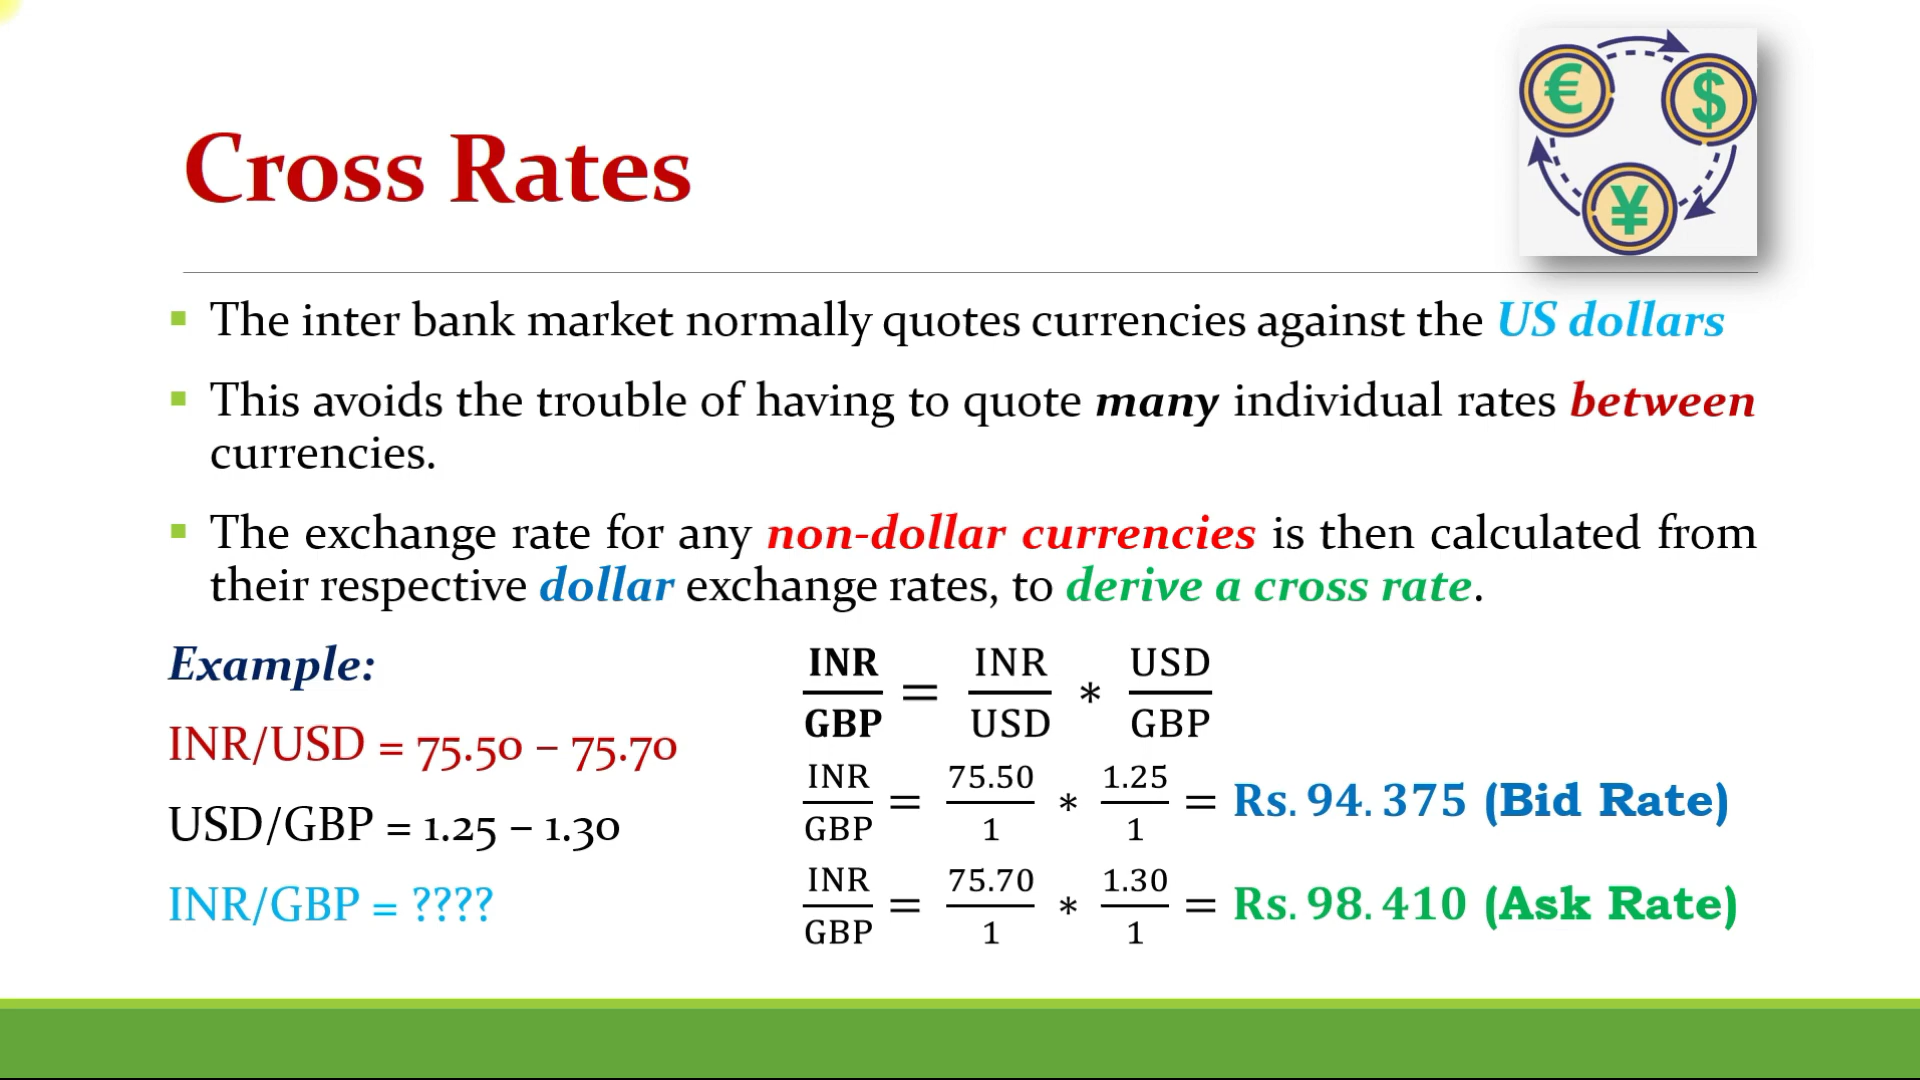 € $
¥
Cross Rates
The inter bank market normally quotes currencies against the US dollars
This avoids the trouble of having to quote many individual rates between
currencies.
The exchange rate for any non-dollar currencies is then calculated from
their respective dollar exchange rates, to derive a cross rate.
Example:
INR/USD = 75.50 – 75.70
USD/GBP = 1.25 – 1.30
INR/GBP = ????
INR/GBP = INR/USD * USD/GBP
INR/GBP = 75.50/1 * 1.25/1 = Rs. 94.375 (Bid Rate)
INR/GBP = 75.70/1 * 1.30/1 = Rs. 98.410 (Ask Rate)